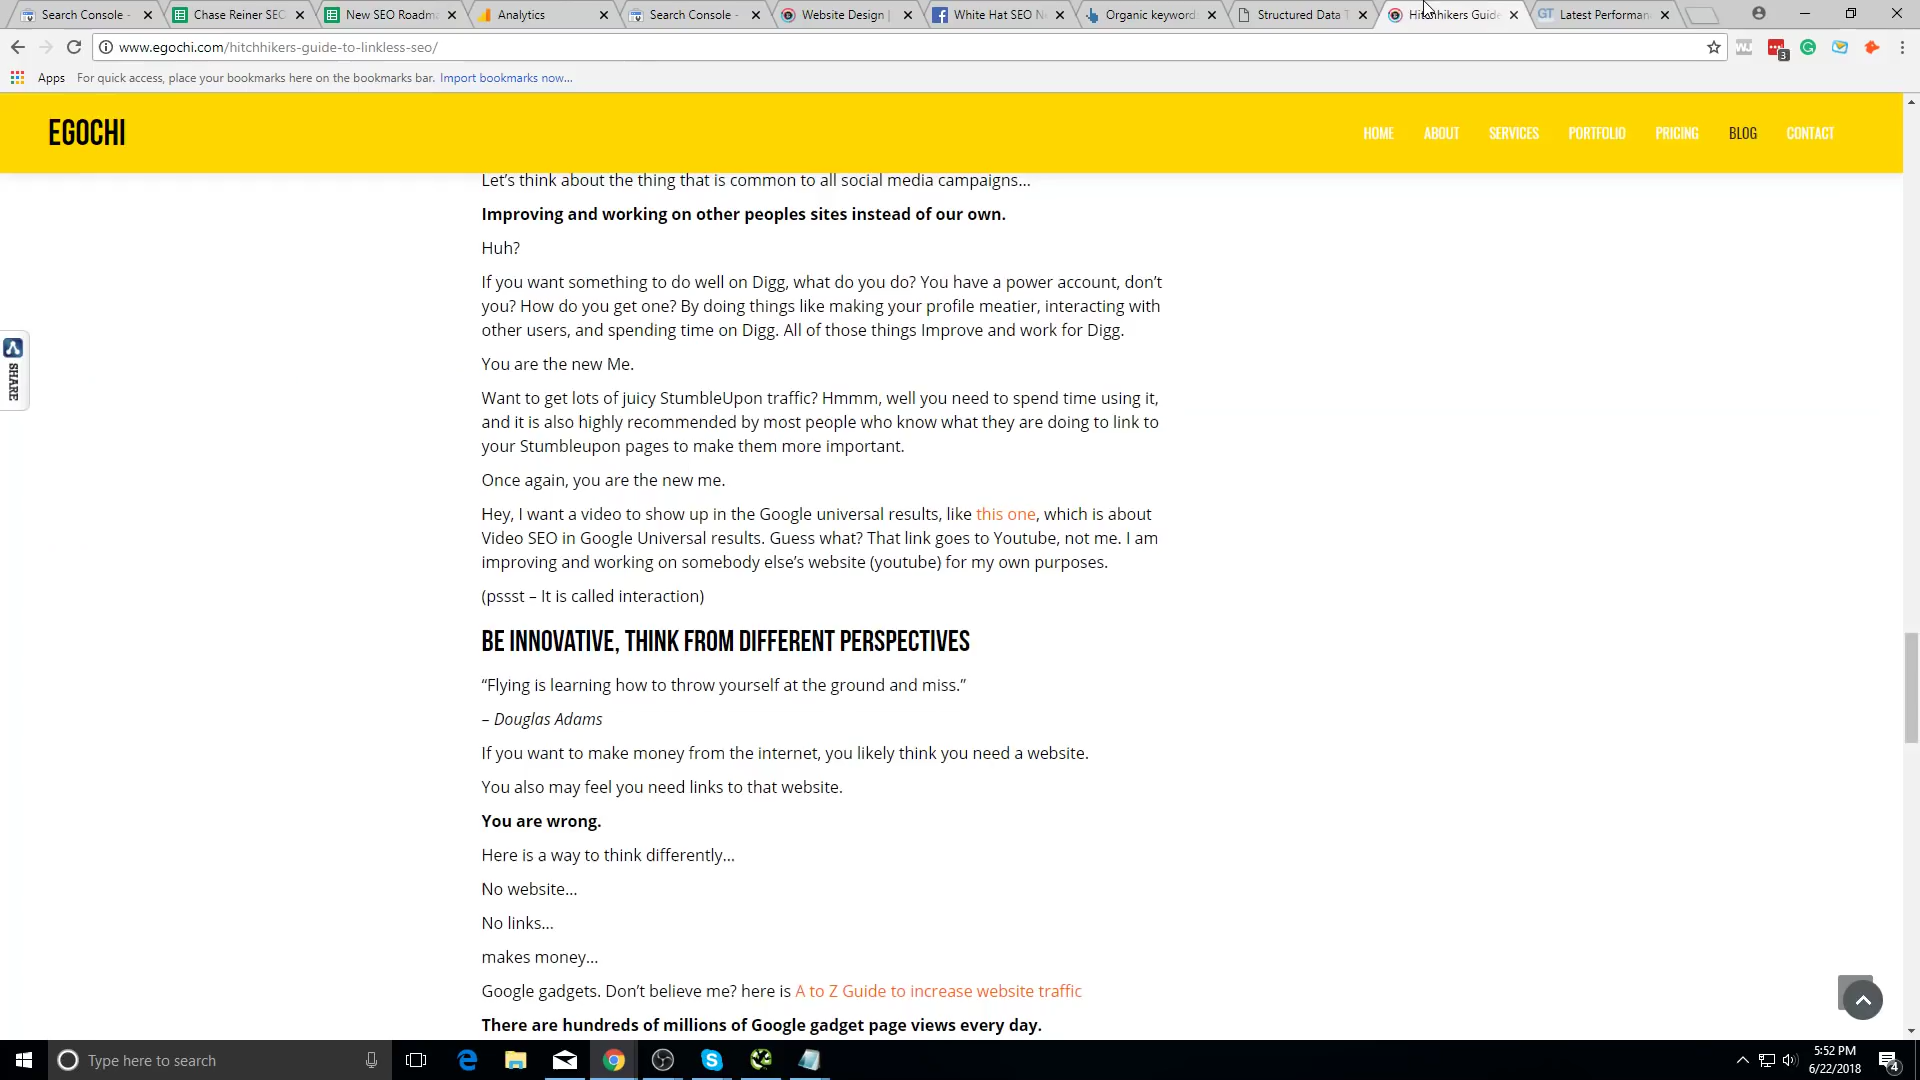 Search Console -
Chase Reiner SEO
New SEO Roadma
Analytics
Search Console -
Website Design |
White Hat SEO N
Organic keyword
Structured Data T
Hitchhikers Guide
GT Latest Performan
www.egochi.com/hitchhikers-guide-to-linkless-seo/
3
Apps For quick access, place your bookmarks here on the bookmarks bar. Import bookmarks now...
EGOCHI
HOME ABOUT SERVICES PORTFOLIO PRICING BLOG CONTACT
Let’s think about the thing that is common to all social media campaigns…
Improving and working on other peoples sites instead of our own.
Huh?
If you want something to do well on Digg, what do you do? You have a power account, don’t
you? How do you get one? By doing things like making your profile meatier, interacting with
other users, and spending time on Digg. All of those things Improve and work for Digg.
You are the new Me.
Want to get lots of juicy StumbleUpon traffic? Hmmm, well you need to spend time using it,
and it is also highly recommended by most people who know what they are doing to link to
your Stumbleupon pages to make them more important.
Once again, you are the new me.
Hey, I want a video to show up in the Google universal results, like this one, which is about
Video SEO in Google Universal results. Guess what? That link goes to Youtube, not me. I am
improving and working on somebody else’s website (youtube) for my own purposes.
(pssst – It is called interaction)
BE INNOVATIVE, THINK FROM DIFFERENT PERSPECTIVES
“Flying is learning how to throw yourself at the ground and miss.”
– Douglas Adams
If you want to make money from the internet, you likely think you need a website.
You also may feel you need links to that website.
You are wrong.
Here is a way to think differently…
No website…
No links…
makes money…
Google gadgets. Don’t believe me? here is A to Z Guide to increase website traffic
There are hundreds of millions of Google gadget page views every day.
SHARE
Type here to search
5:52 PM
6/22/2018
4